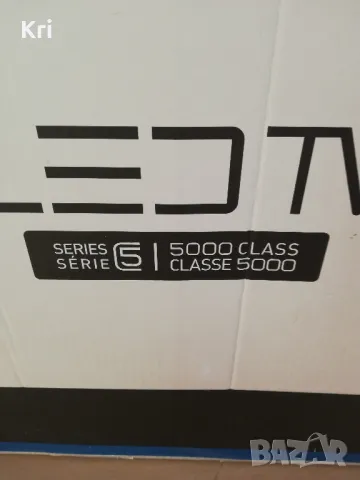 Kri
LED TV
SERIES 5 | 5000 CLASS
SÉRIE CLASSE 5000
BAZAR